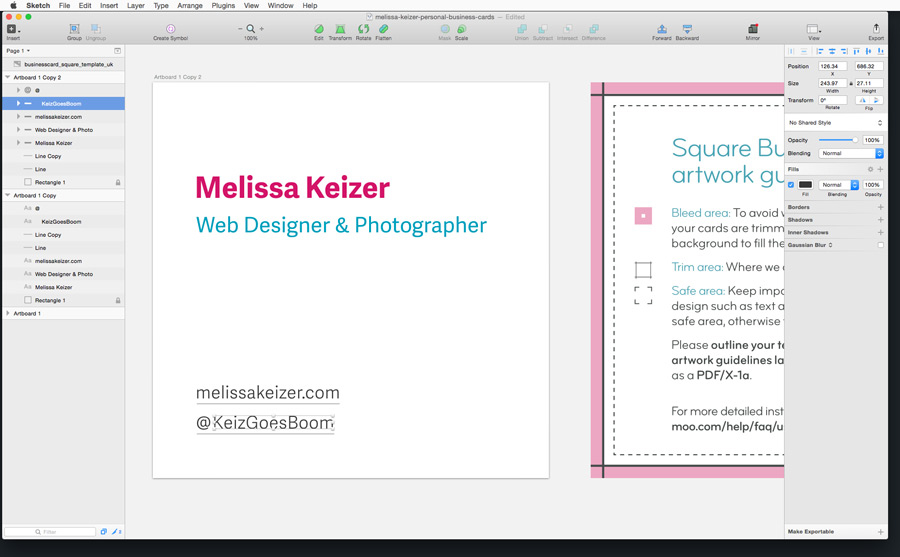 Sketch File Edit Insert Layer Type Arrange Plugins View Window Help
melissa-keizer-personal-business-cards — Edited
Insert Group Ungroup Create Symbol 100% Edit Transform Rotate Flatten Mask Scale Union Subtract Intersect Difference Forward Backward Mirror View Export
Page 1
businesscard_square_template_uk
Artboard 1 Copy 2
@
KeizGoesBoom
melissakeizer.com
Web Designer & Photo
Melissa Keizer
Line Copy
Line
Rectangle 1
Artboard 1 Copy
Aa @
Aa KeizGoesBoom
Line Copy
Line
Aa melissakeizer.com
Aa Web Designer & Photo
Aa Melissa Keizer
Rectangle 1
Artboard 1
Filter
2
Artboard 1 Copy 2
Melissa Keizer
Web Designer & Photographer
melissakeizer.com
@KeizGoesBoom
Square Bu
artwork gu
Bleed area: To avoid
your cards are trimm
background to fill the
Trim area: Where we
Safe area: Keep impo
design such as text a
safe area, otherwise
Please outline your te
artwork guidelines la
as a PDF/X-1a.
For more detailed inst
moo.com/help/faq/u
Position 126.34 686.32
X Y
Size 243.97 27.11
Width Height
Transform 0°
Rotate Flip
No Shared Style
Opacity 100%
Blending Normal
Fills
Normal 100%
Fill Blending Opacity
Borders
Shadows
Inner Shadows
Gaussian Blur
Make Exportable